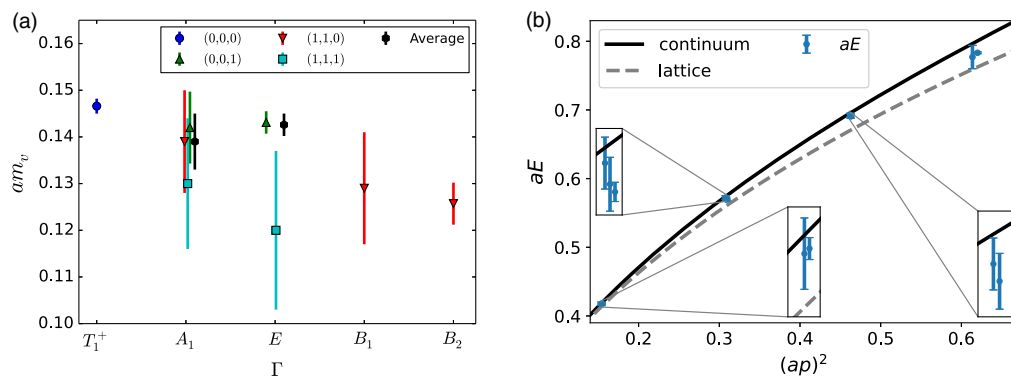 (a)
0.16
0.15
0.14
0.13
0.12
0.11
0.10
am_v
(0,0,0)
(0,0,1)
(1,1,0)
(1,1,1)
Average
T_1^+
A_1
E
B_1
B_2
Γ
(b)
0.8
0.7
0.6
0.5
0.4
aE
continuum
lattice
aE
0.2
0.3
0.4
0.5
0.6
(ap)^2